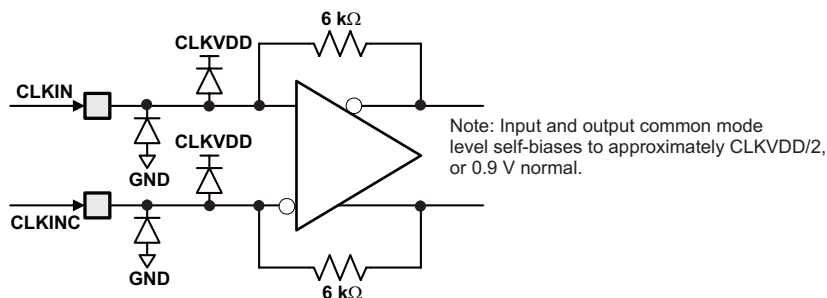 6 kΩ
CLKVDD
CLKIN
CLKVDD
GND
CLKINC
GND
6 kΩ
Note: Input and output common mode
level self-biases to approximately CLKVDD/2,
or 0.9 V normal.